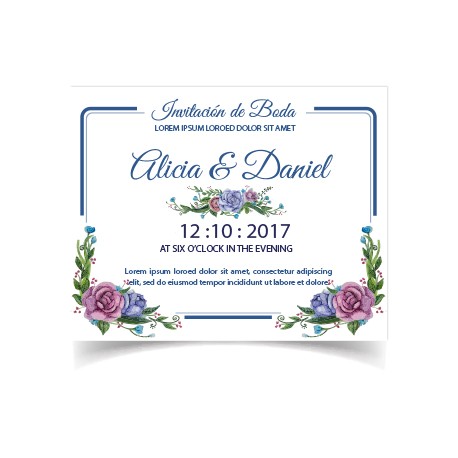 Invitación de Boda
LOREM IPSUM LOROED DOLOR SIT AMET
Alicia & Daniel
12 : 10 : 2017
AT SIX O'CLOCK IN THE EVENING
Lorem ipsum loroed dolor sit amet, consectetur adipiscing
elit, sed do eiusmod tempor incididunt ut labore et dolore